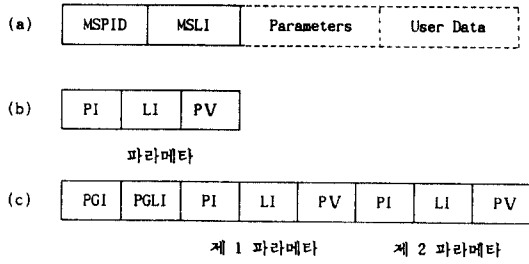 (a) MSPID MSLI Parameters User Data
(b) PI LI PV
파라메타
(c) PGI PGLI PI LI PV PI LI PV
제 1 파라메타 제 2 파라메타